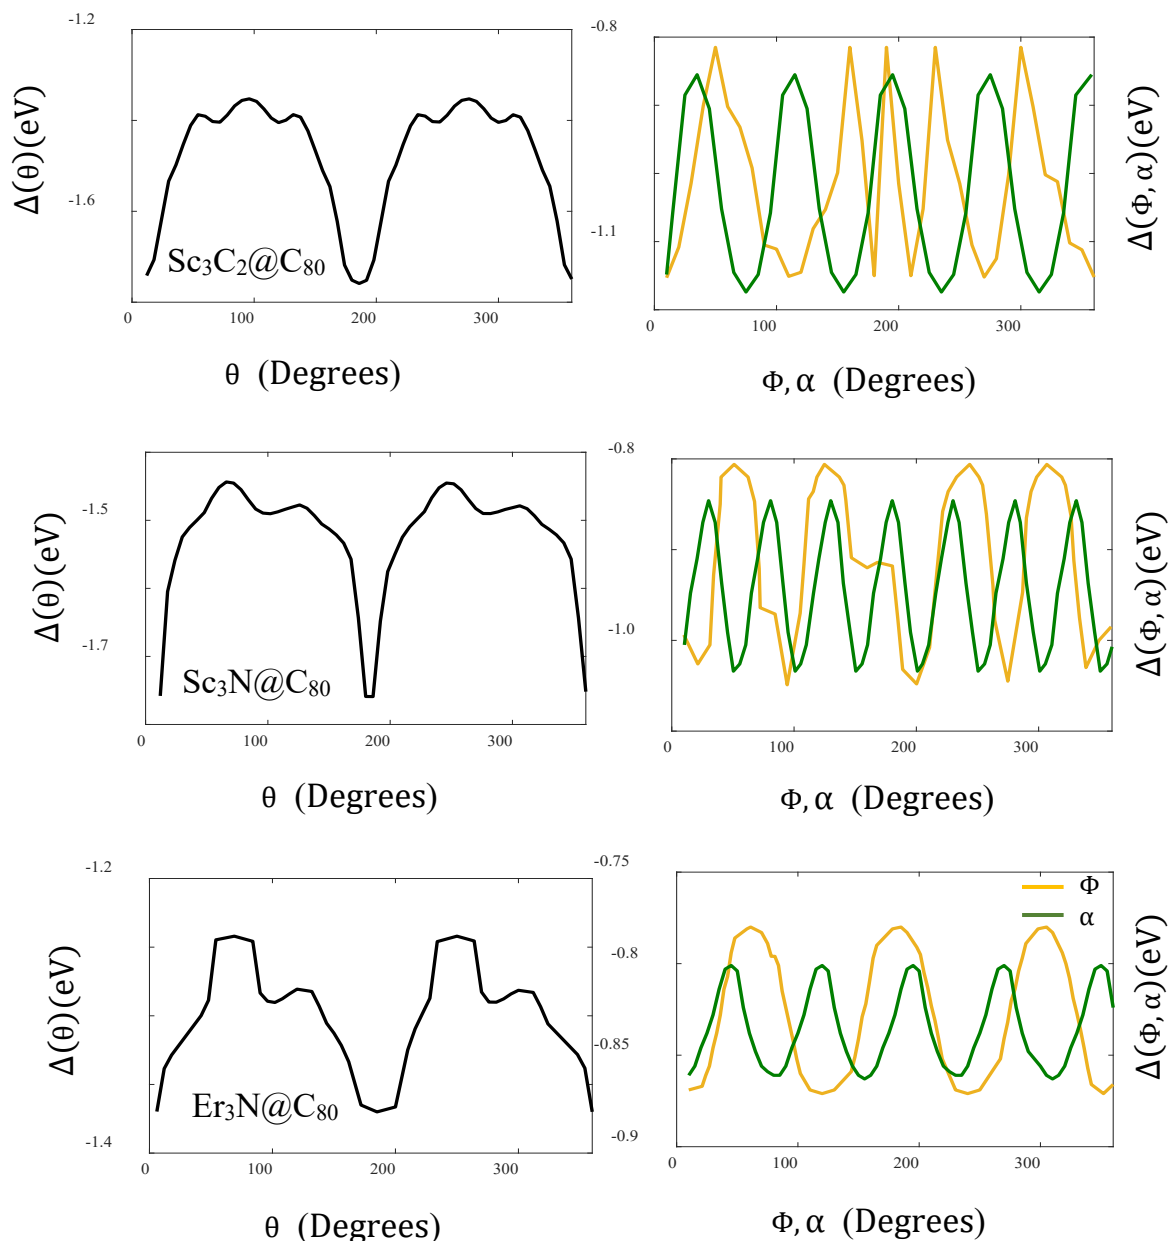 -1.2
-1.6
Δ(θ)(eV)
Sc₃C₂@C₈₀
0 100 200 300
θ (Degrees)
-0.8
-1.1
Δ(Φ,α)(eV)
0 100 200 300
Φ,α (Degrees)
-1.5
-1.7
Δ(θ)(eV)
Sc₃N@C₈₀
0 100 200 300
θ (Degrees)
-0.8
-1.0
Δ(Φ,α)(eV)
0 100 200 300
Φ,α (Degrees)
-1.2
-1.3
-1.4
Δ(θ)(eV)
Er₃N@C₈₀
0 100 200 300
θ (Degrees)
-0.75
-0.8
-0.85
-0.9
Φ
α
Δ(Φ,α)(eV)
0 100 200 300
Φ,α (Degrees)